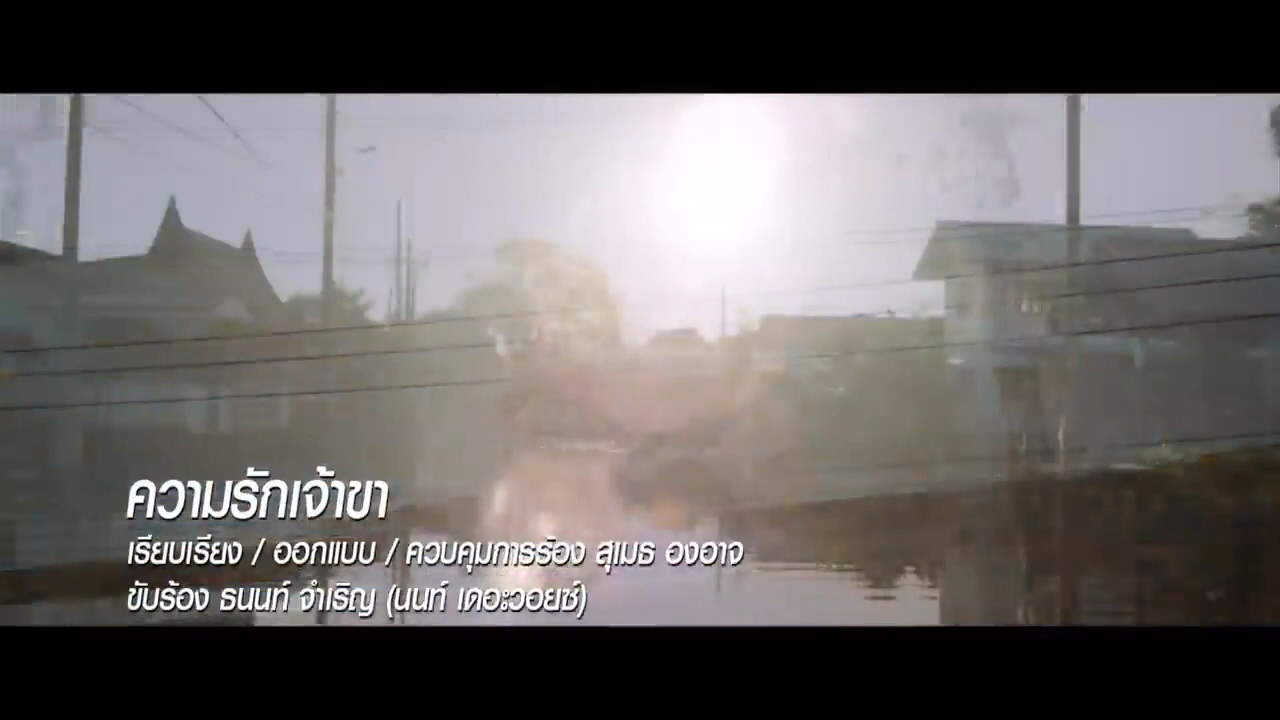 ความรักเจ้าขา
เรียบเรียง / ออกแบบ / ควบคุมการร้อง สุเมธ องอาจ
ขับร้อง ธนนท์ จำเริญ (นนท์ เดอะวอยซ์)